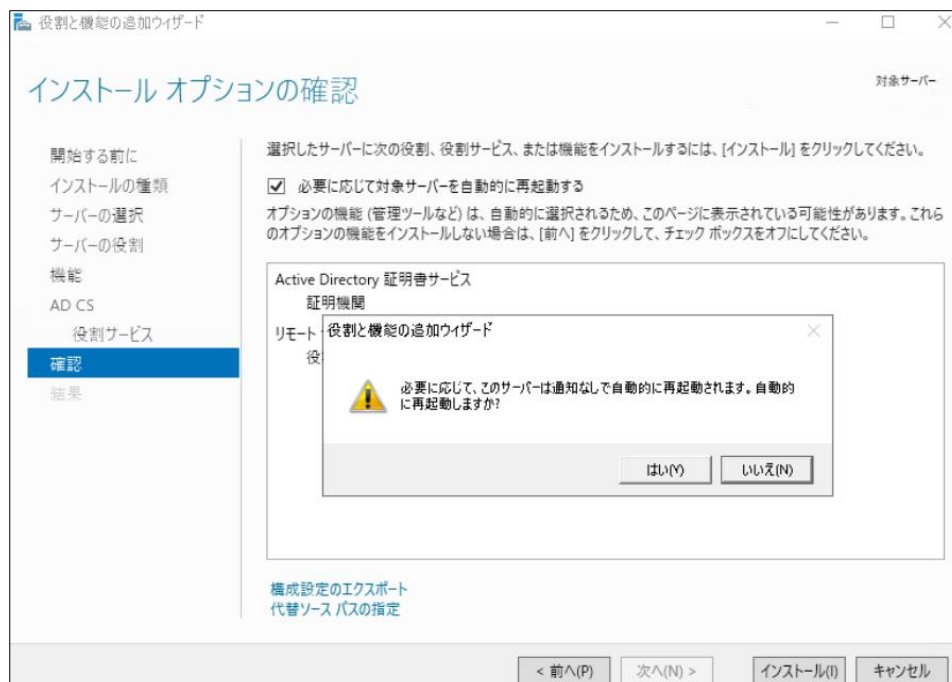 役割と機能の追加ウィザード
インストール オプションの確認
対象サーバー
開始する前に
インストールの種類
サーバーの選択
サーバーの役割
機能
AD CS
役割サービス
確認
結果
選択したサーバーに次の役割、役割サービス、または機能をインストールするには、[インストール] をクリックしてください。
必要に応じて対象サーバーを自動的に再起動する
オプションの機能 (管理ツールなど) は、自動的に選択されるため、このページに表示されている可能性があります。これら
のオプションの機能をインストールしない場合は、[前へ] をクリックして、チェック ボックスをオフにしてください。
Active Directory 証明書サービス
証明機関
リモート
役
役割と機能の追加ウィザード
必要に応じて、このサーバーは通知なしで自動的に再起動されます。自動的
に再起動しますか?
はい(Y)
いいえ(N)
構成設定のエクスポート
代替ソース パスの指定
< 前へ(P)
次へ(N) >
インストール(I)
キャンセル